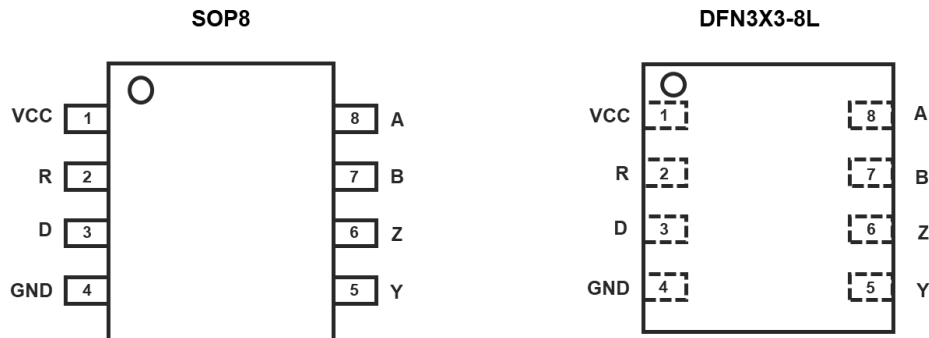 SOP8
VCC 1 8 A
R 2 7 B
D 3 6 Z
GND 4 5 Y
DFN3X3-8L
VCC 1 8 A
R 2 7 B
D 3 6 Z
GND 4 5 Y